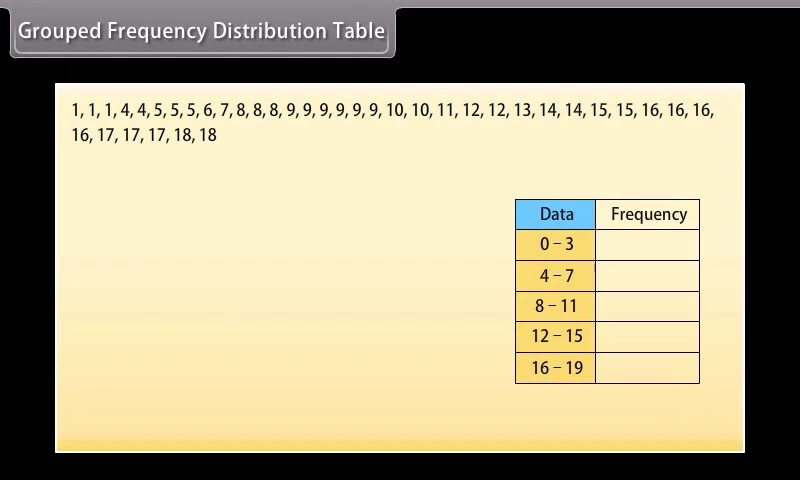 Grouped Frequency Distribution Table
1, 1, 1, 4, 4, 5, 5, 5, 6, 7, 8, 8, 8, 9, 9, 9, 9, 9, 9, 10, 10, 11, 12, 12, 13, 14, 14, 15, 15, 16, 16, 16,
16, 17, 17, 17, 18, 18
Data Frequency
0 – 3
4 – 7
8 – 11
12 – 15
16 – 19